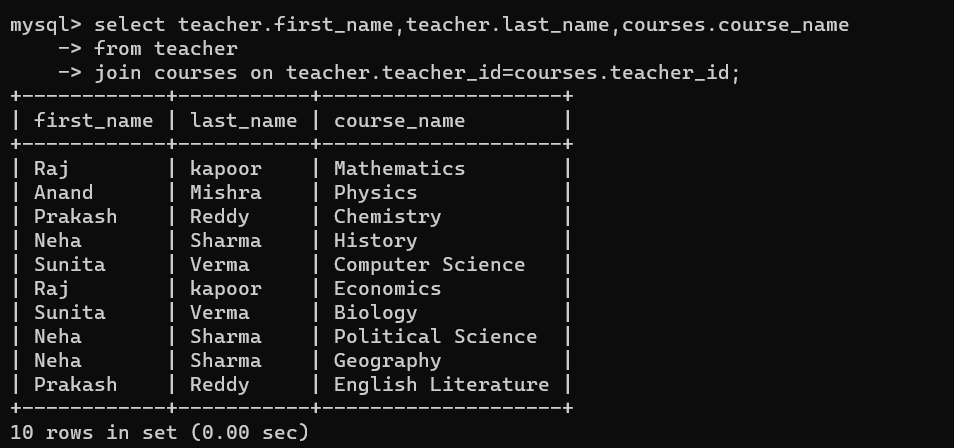 mysql> select teacher.first_name,teacher.last_name,courses.course_name
    -> from teacher
    -> join courses on teacher.teacher_id=courses.teacher_id;
+------------+-----------+--------------------+
| first_name | last_name | course_name        |
+------------+-----------+--------------------+
| Raj        | kapoor    | Mathematics        |
| Anand      | Mishra    | Physics            |
| Prakash    | Reddy     | Chemistry          |
| Neha       | Sharma    | History            |
| Sunita     | Verma     | Computer Science   |
| Raj        | kapoor    | Economics          |
| Sunita     | Verma     | Biology            |
| Neha       | Sharma    | Political Science  |
| Neha       | Sharma    | Geography          |
| Prakash    | Reddy     | English Literature |
+------------+-----------+--------------------+
10 rows in set (0.00 sec)